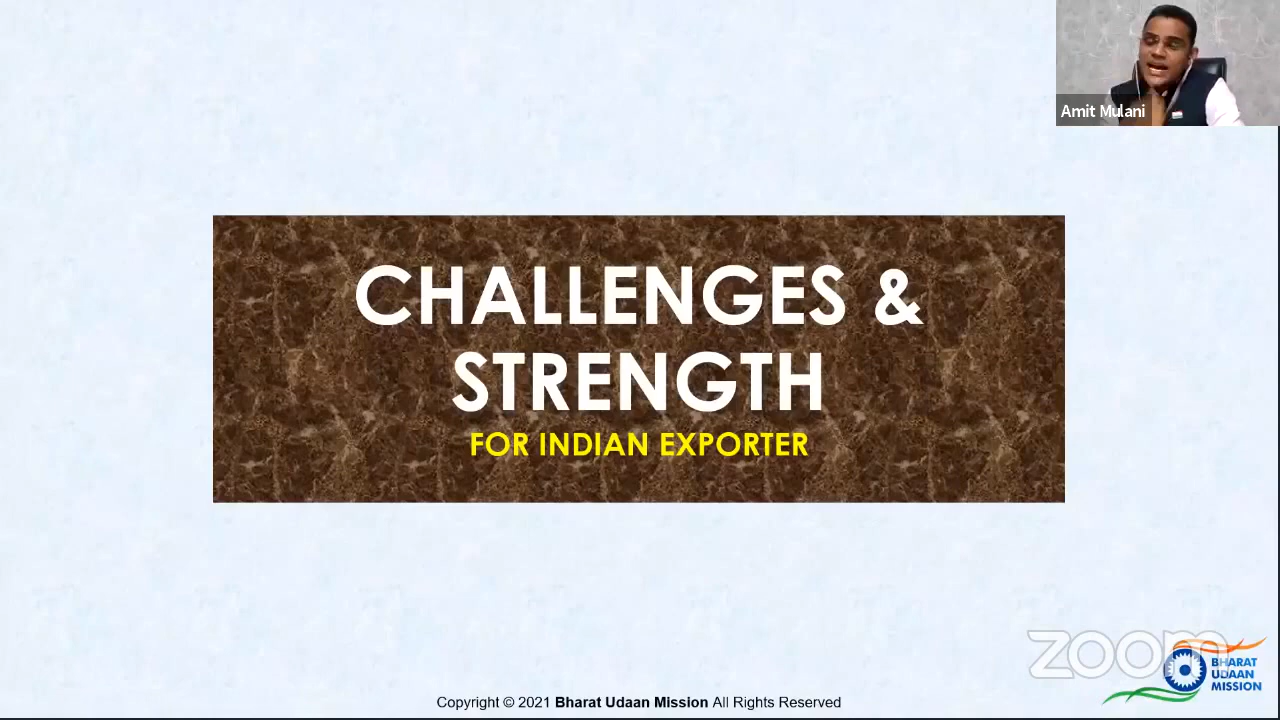 Amit Mulani
CHALLENGES &
STRENGTH
FOR INDIAN EXPORTER
zoom
BHARAT
UDAAN
MISSION
Copyright © 2021 Bharat Udaan Mission All Rights Reserved